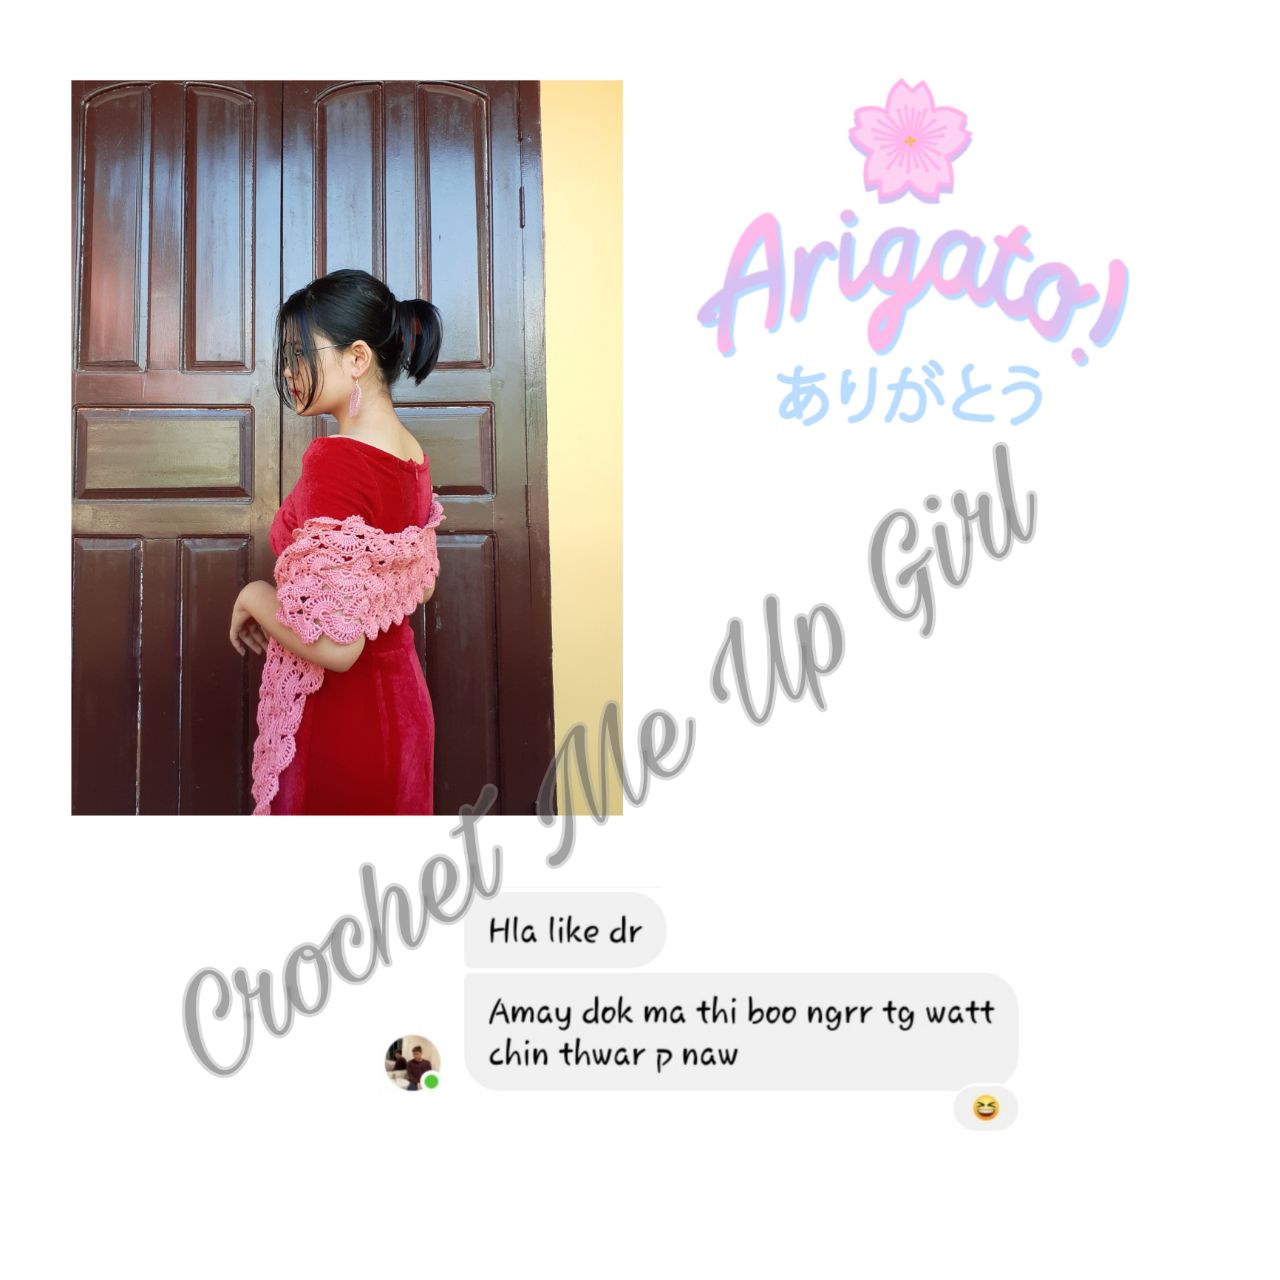 Arigato!
ありがとう
Crochet Me Up Girl
Hla like dr
Amay dok ma thi boo ngrr tg watt
chin thwar p naw